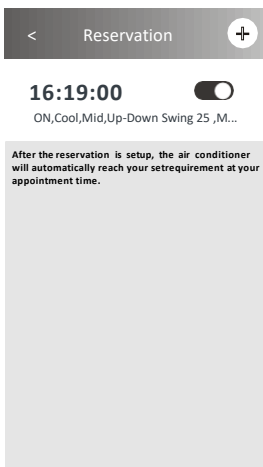 < Reservation +
16:19:00
ON,Cool,Mid,Up-Down Swing 25 ,M...
After the reservation is setup, the air conditioner
will automatically reach your setrequirement at your
appointment time.